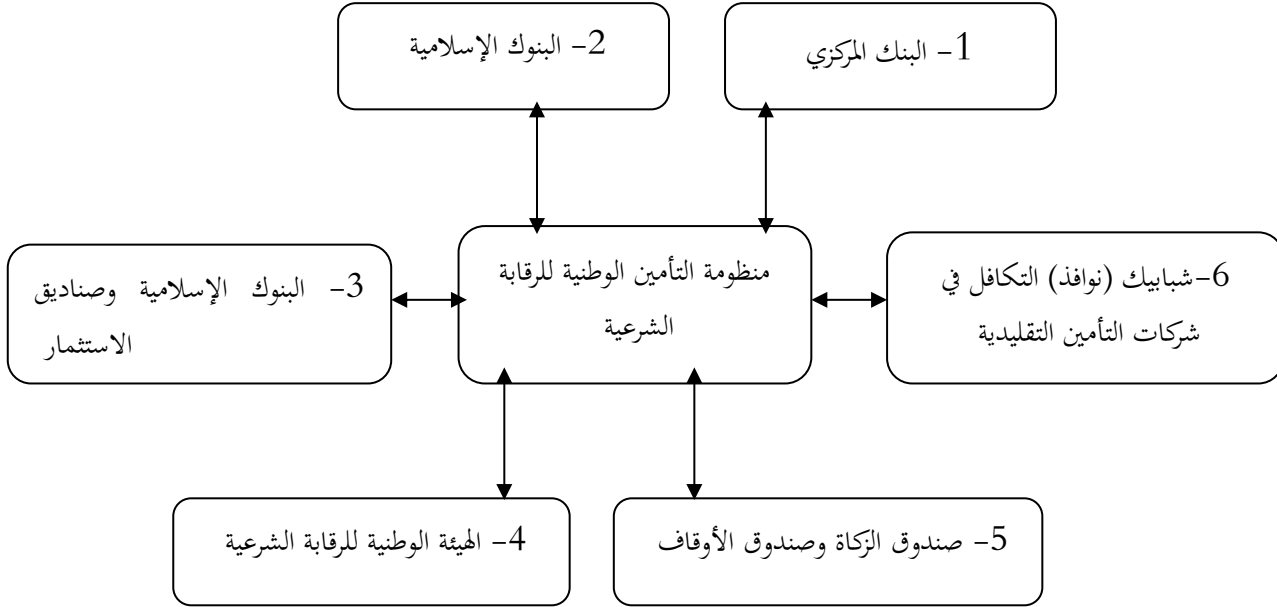 1- البنك المركزي
2- البنوك الإسلامية
منظومة التأمين الوطنية للرقابة
الشرعية
3- البنوك الإسلامية وصناديق
الاستثمار
4- الهيئة الوطنية للرقابة الشرعية
5- صندوق الزكاة وصندوق الأوقاف
6-شبابيك (نوافذ) التكافل في
شركات التأمين التقليدية